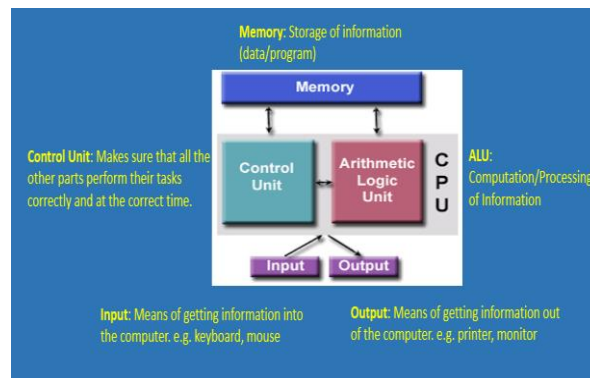 Memory: Storage of information
(data/program)
Memory
Control Unit: Makes sure that all the
other parts perform their tasks
correctly and at the correct time.
Control
Unit
Arithmetic
Logic
Unit
C
P
U
ALU:
Computation/Processing
of Information
Input
Output
Input: Means of getting information into
the computer. e.g. keyboard, mouse
Output: Means of getting information out
of the computer. e.g. printer, monitor